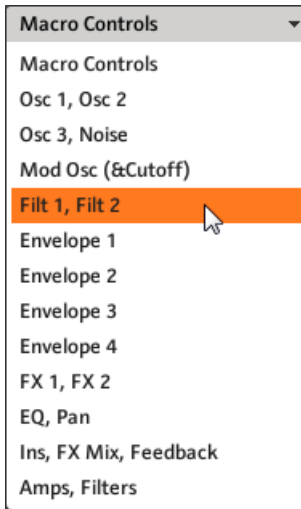 Macro Controls
Macro Controls
Osc 1, Osc 2
Osc 3, Noise
Mod Osc (&Cutoff)
Filt 1, Filt 2
Envelope 1
Envelope 2
Envelope 3
Envelope 4
FX 1, FX 2
EQ, Pan
Ins, FX Mix, Feedback
Amps, Filters